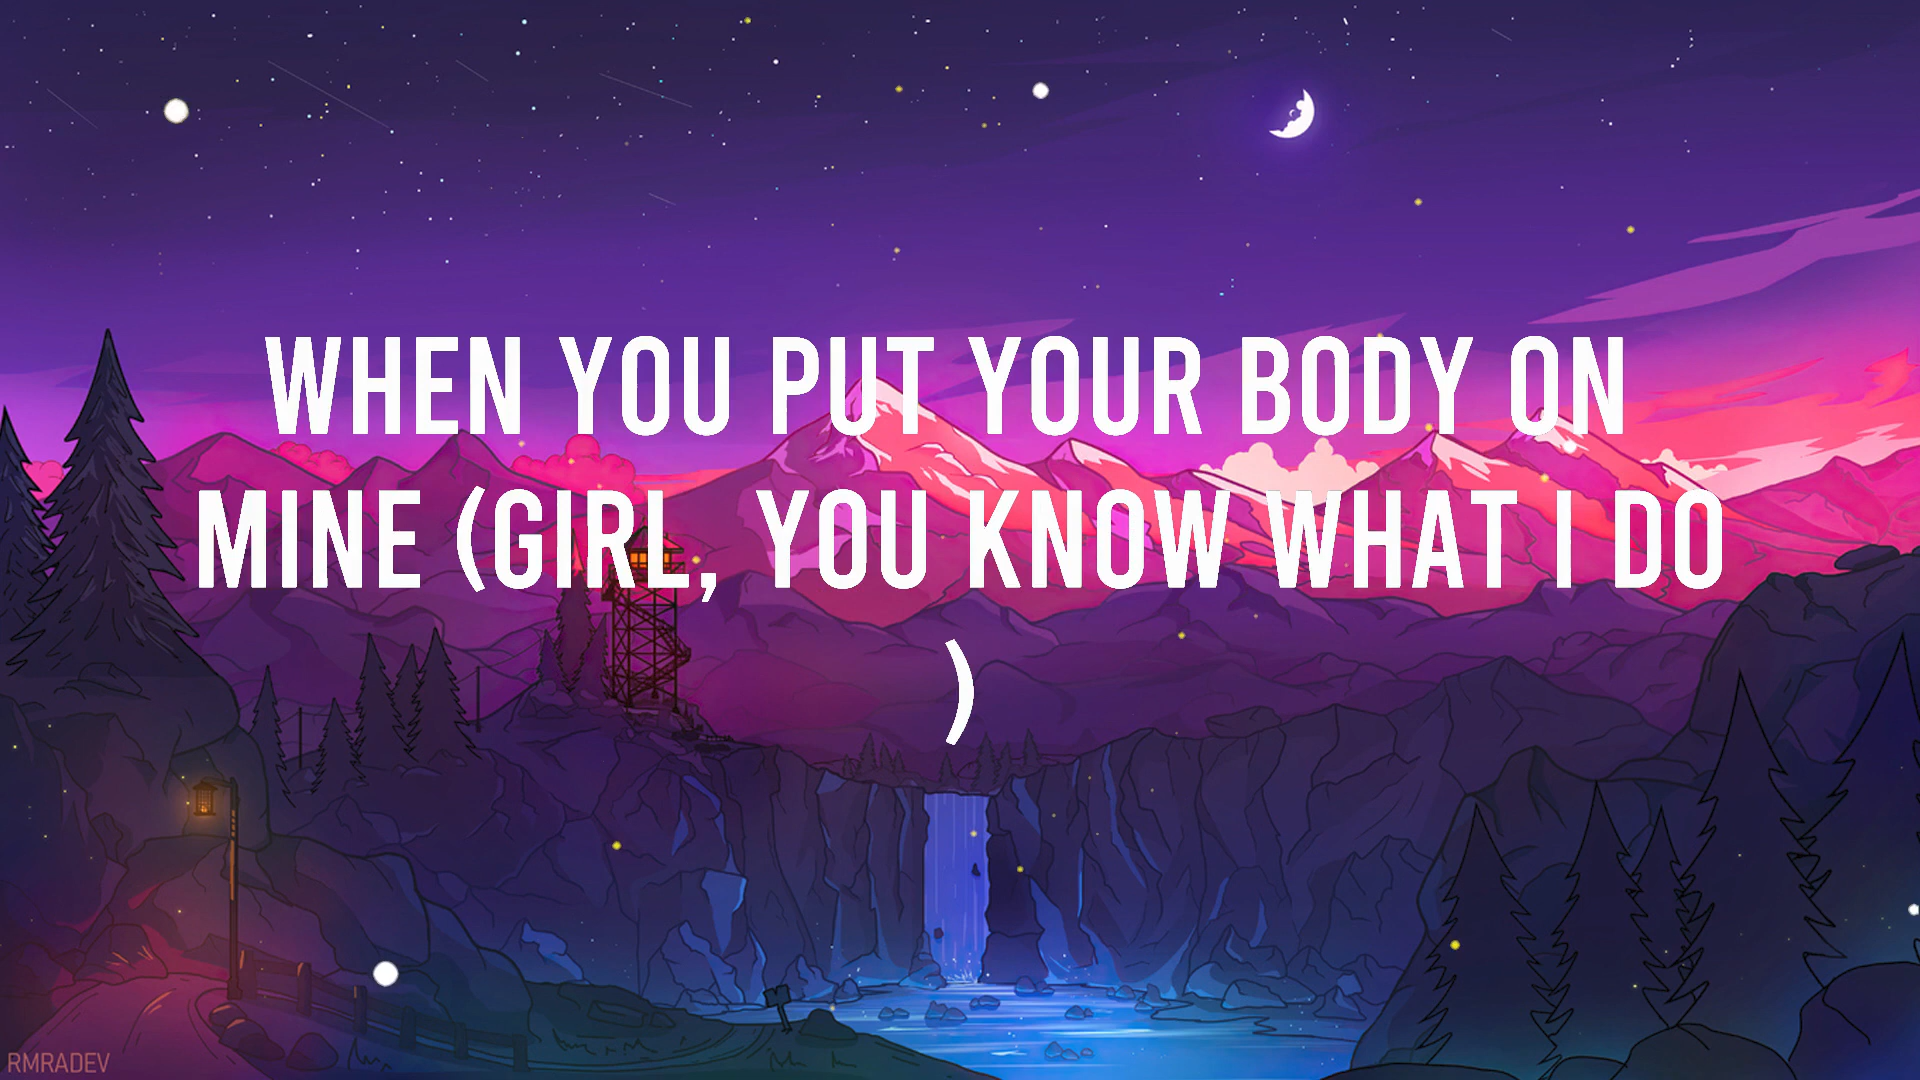 WHEN YOU PUT YOUR BODY ON
MINE (GIRL, YOU KNOW WHAT I DO
)
RMRADEV